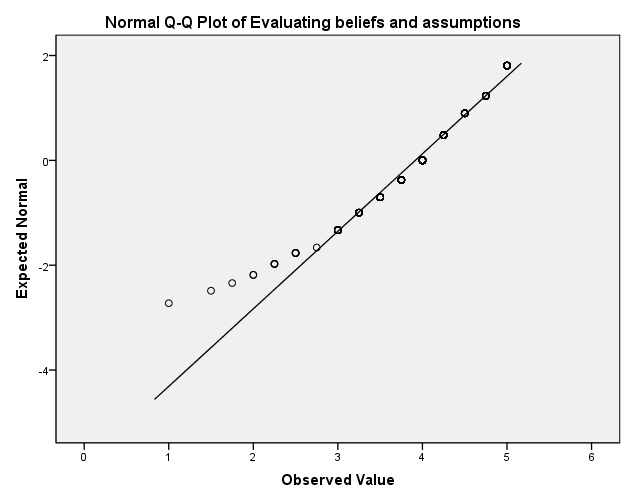 Normal Q-Q Plot of Evaluating beliefs and assumptions
2
0
-2
-4
Expected Normal
0 1 2 3 4 5 6
Observed Value